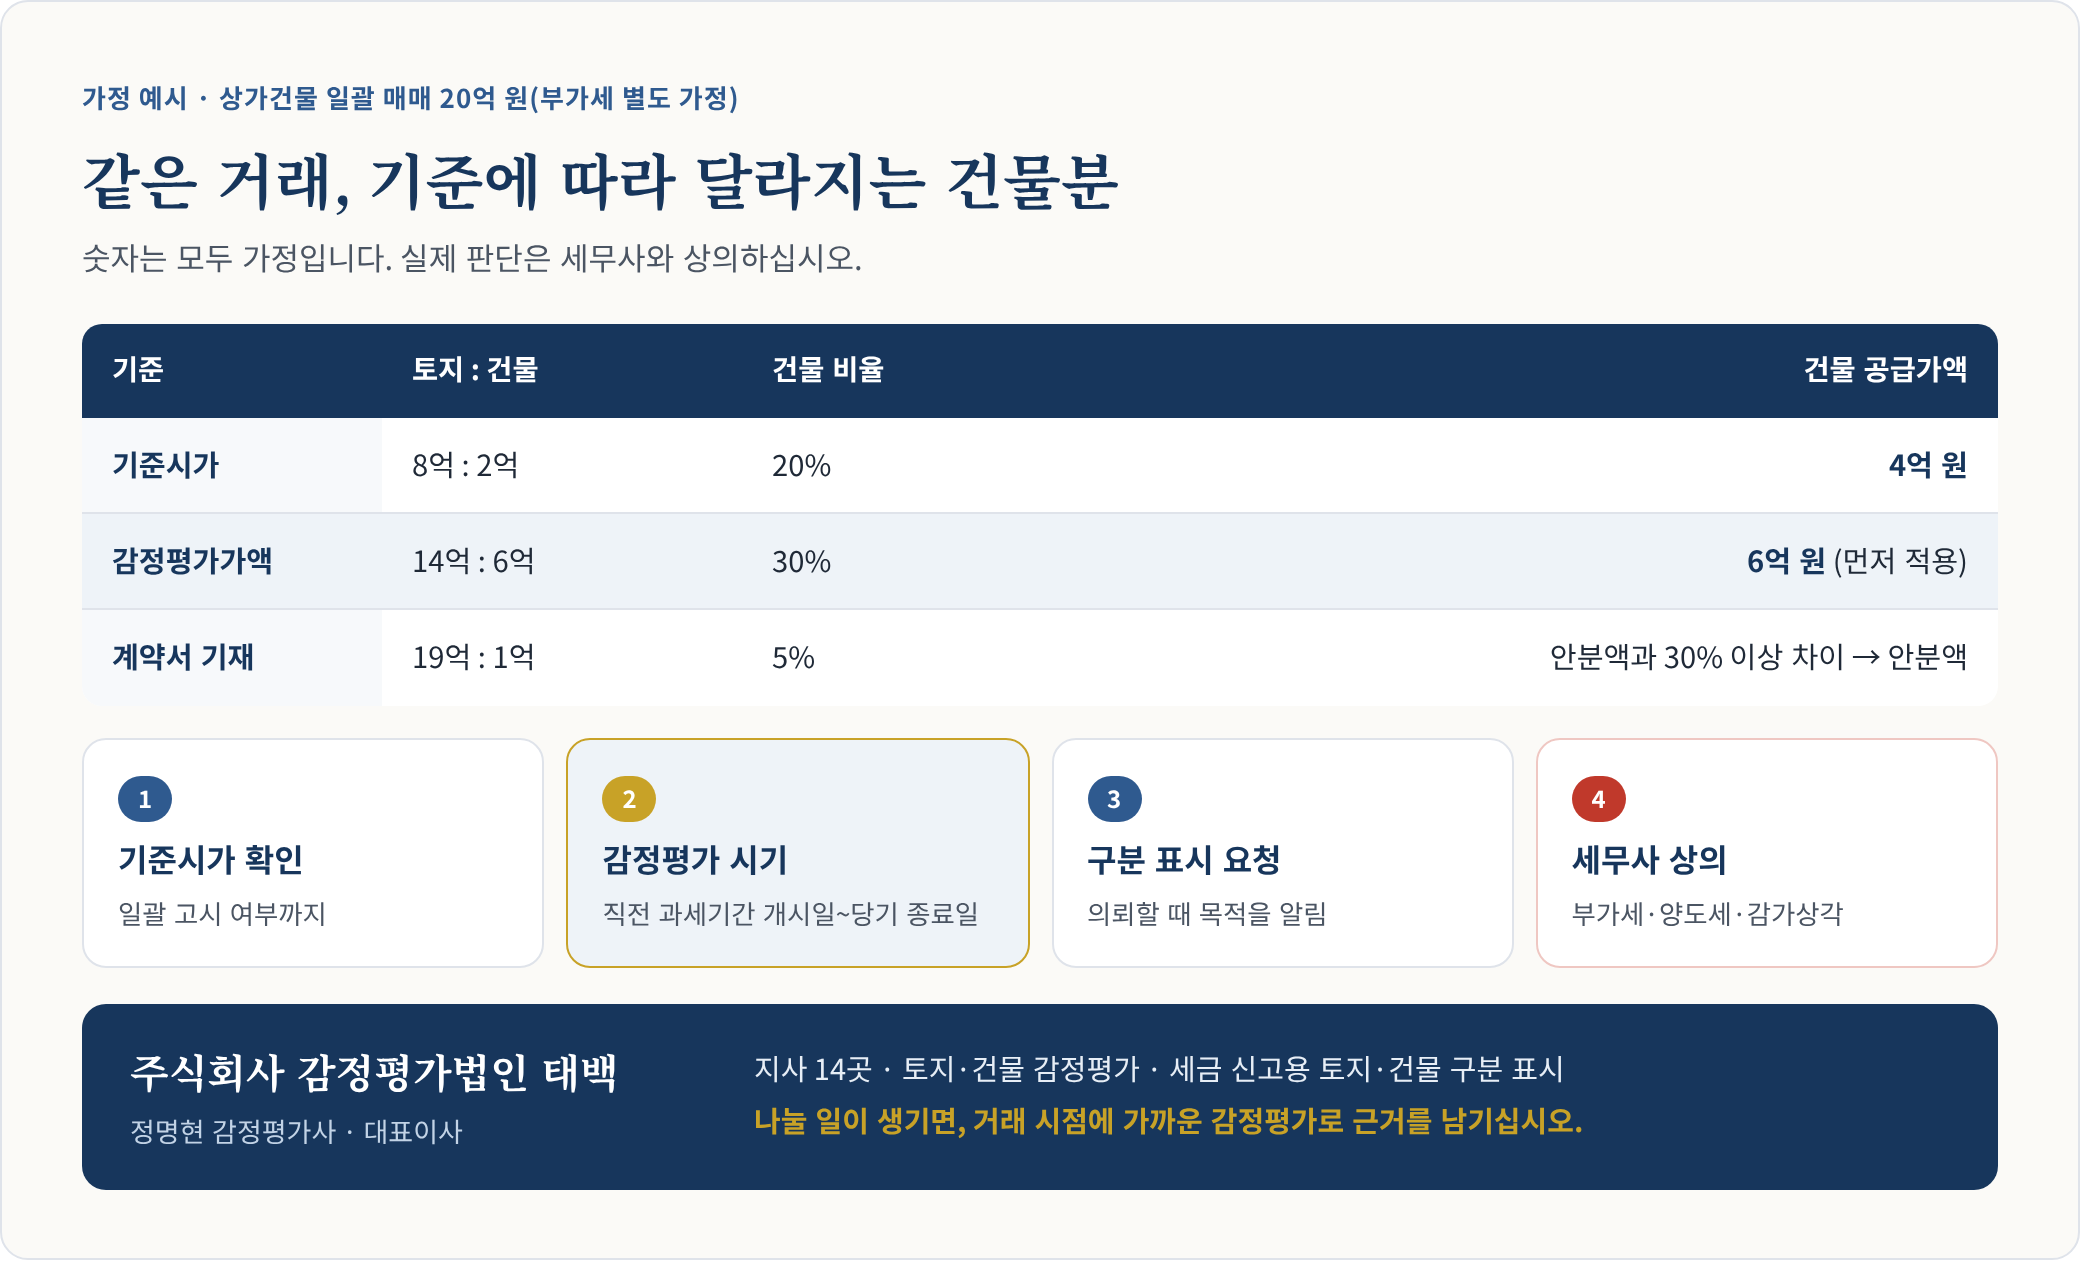 가정 예시 · 상가건물 일괄 매매 20억 원(부가세 별도 가정)
같은 거래, 기준에 따라 달라지는 건물분
숫자는 모두 가정입니다. 실제 판단은 세무사와 상의하십시오.
기준 토지 : 건물 건물 비율 건물 공급가액
기준시가 8억 : 2억 20% 4억 원
감정평가가액 14억 : 6억 30% 6억 원 (먼저 적용)
계약서 기재 19억 : 1억 5% 안분액과 30% 이상 차이 → 안분액
1
기준시가 확인
일괄 고시 여부까지
2
감정평가 시기
직전 과세기간 개시일~당기 종료일
3
구분 표시 요청
의뢰할 때 목적을 알림
4
세무사 상의
부가세·양도세·감가상각
주식회사 감정평가법인 태백
정명현 감정평가사 · 대표이사
지사 14곳 · 토지·건물 감정평가 · 세금 신고용 토지·건물 구분 표시
나눌 일이 생기면, 거래 시점에 가까운 감정평가로 근거를 남기십시오.